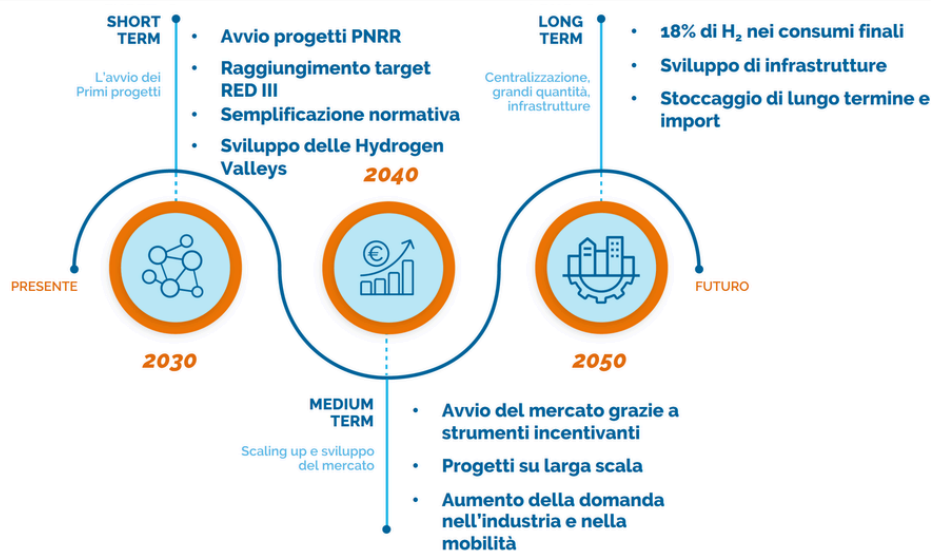 SHORT
TERM
L'avvio dei
Primi progetti
• Avvio progetti PNRR
• Raggiungimento target
RED III
• Semplificazione normativa
• Sviluppo delle Hydrogen
Valleys
LONG
TERM
Centralizzazione,
grandi quantità,
infrastrutture
• 18% di H₂ nei consumi finali
• Sviluppo di infrastrutture
• Stoccaggio di lungo termine e
import
2040
€
PRESENTE
FUTURO
2030
2050
MEDIUM
TERM
Scaling up e sviluppo
del mercato
• Avvio del mercato grazie a
strumenti incentivanti
• Progetti su larga scala
• Aumento della domanda
nell'industria e nella
mobilità